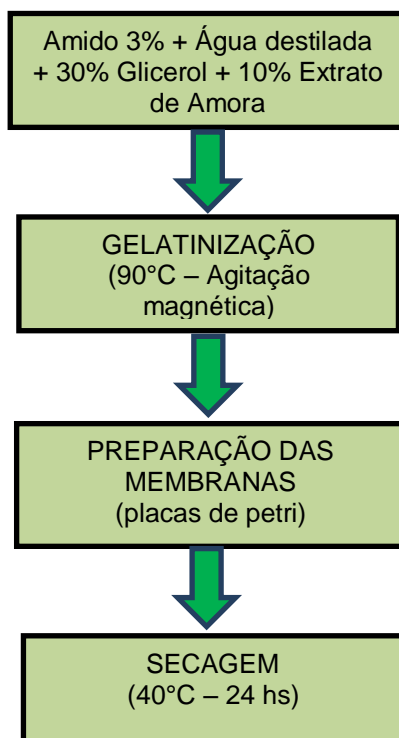 Amido 3% + Água destilada
+ 30% Glicerol + 10% Extrato
de Amora
GELATINIZAÇÃO
(90°C – Agitação
magnética)
PREPARAÇÃO DAS
MEMBRANAS
(placas de petri)
SECAGEM
(40°C – 24 hs)